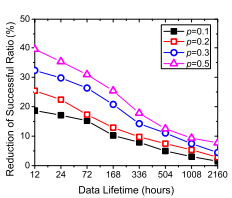 50
40
30
20
10
0
Reduction of Successful Ratio (%)
p=0.1
p=0.2
p=0.3
p=0.5
12 24 72 168 336 504 1008 2160
Data Lifetime (hours)